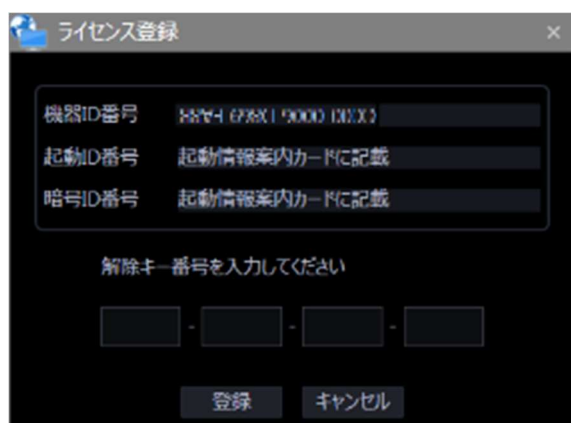 ライセンス登録
機器ID番号
起動ID番号 起動情報案内カードに記載
暗号ID番号 起動情報案内カードに記載
解除キー番号を入力してください
- - -
登録 キャンセル